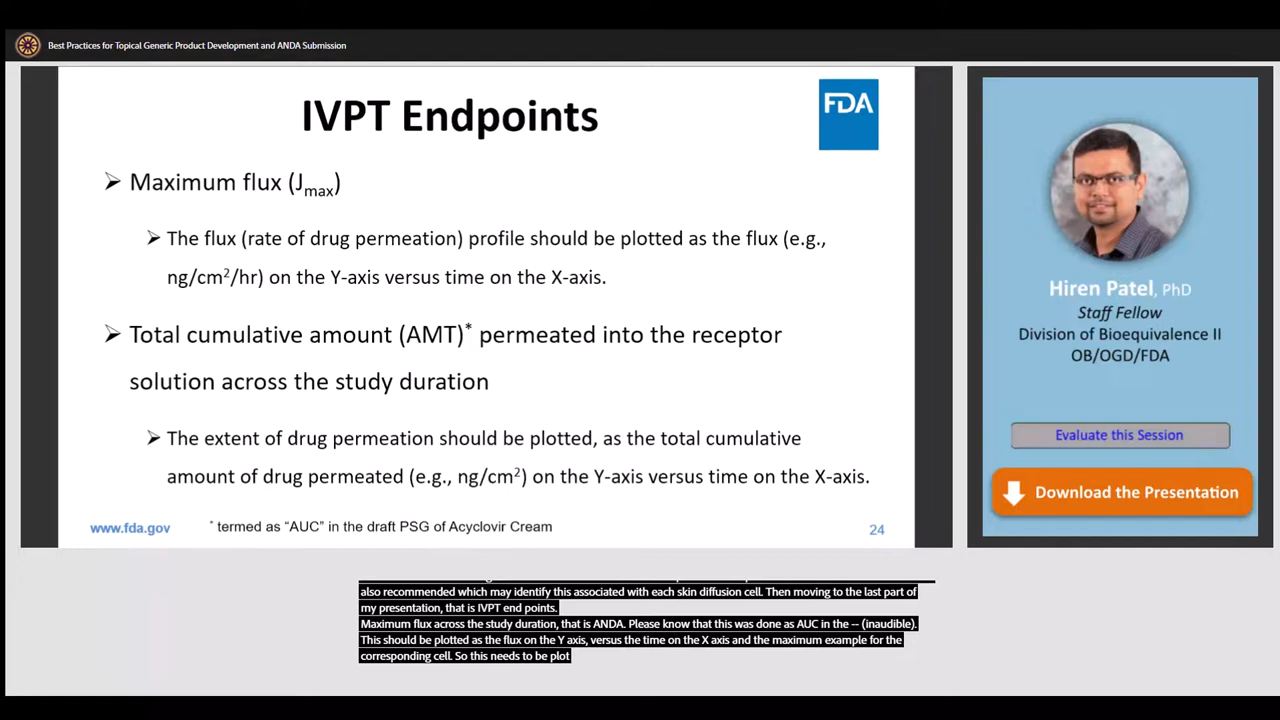 Best Practices for Topical Generic Product Development and ANDA Submission
IVPT Endpoints
FDA
➢ Maximum flux (Jmax)
➢ The flux (rate of drug permeation) profile should be plotted as the flux (e.g.,
ng/cm²/hr) on the Y-axis versus time on the X-axis.
➢ Total cumulative amount (AMT)* permeated into the receptor
solution across the study duration
➢ The extent of drug permeation should be plotted, as the total cumulative
amount of drug permeated (e.g., ng/cm²) on the Y-axis versus time on the X-axis.
www.fda.gov
* termed as “AUC” in the draft PSG of Acyclovir Cream
24
Hiren Patel, PhD
Staff Fellow
Division of Bioequivalence II
OB/OGD/FDA
Evaluate this Session
Download the Presentation
also recommended which may identify this associated with each skin diffusion cell. Then moving to the last part of
my presentation, that is IVPT end points.
Maximum flux across the study duration, that is ANDA. Please know that this was done as AUC in the -- (inaudible).
This should be plotted as the flux on the Y axis, versus the time on the X axis and the maximum example for the
corresponding cell. So this needs to be plot